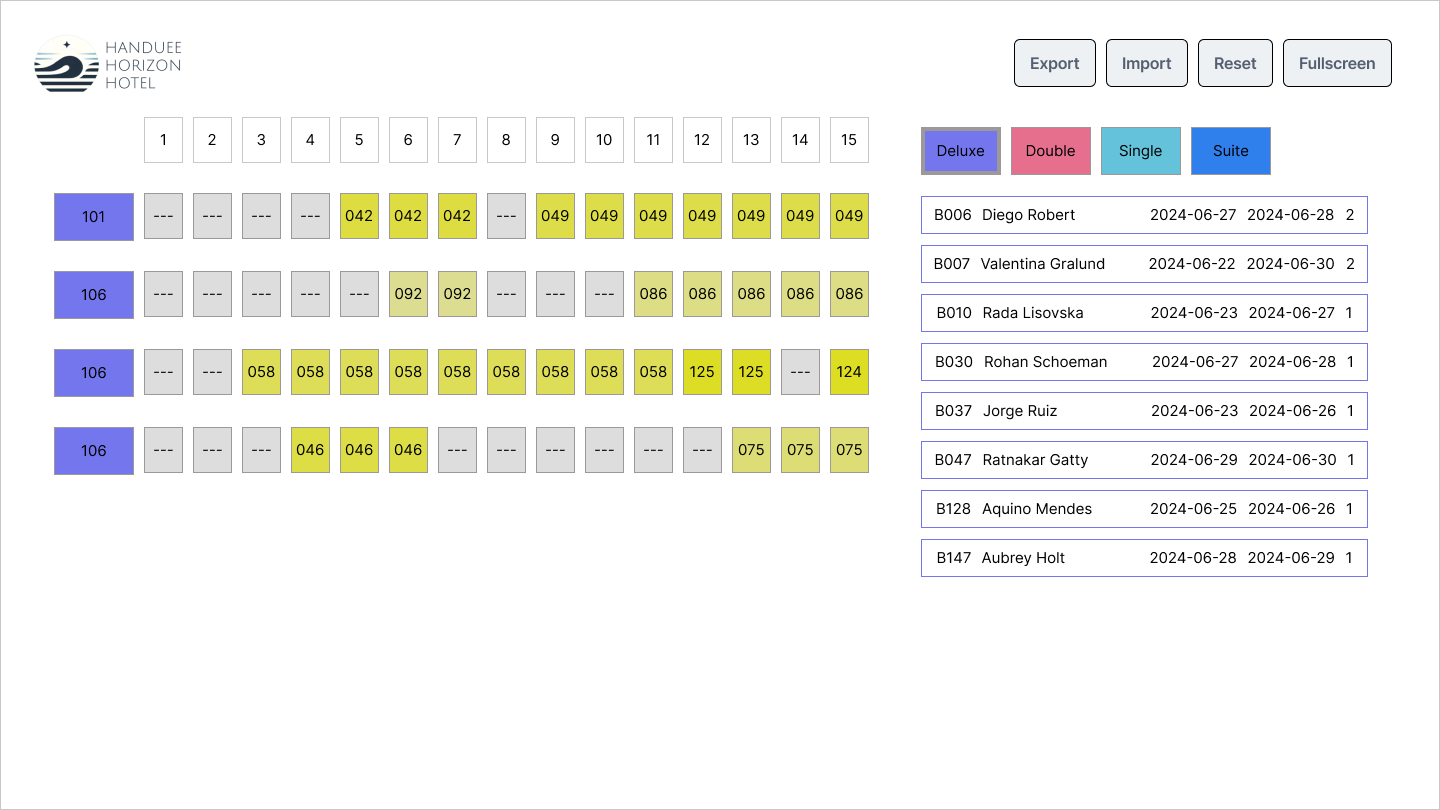 HANDUEE
HORIZON
HOTEL
Export Import Reset Fullscreen
1 2 3 4 5 6 7 8 9 10 11 12 13 14 15
Deluxe Double Single Suite
101 --- --- --- --- 042 042 042 --- 049 049 049 049 049 049 049
106 --- --- --- --- --- 092 092 --- --- --- 086 086 086 086 086
106 --- --- 058 058 058 058 058 058 058 058 058 125 125 --- 124
106 --- --- --- 046 046 046 --- --- --- --- --- --- 075 075 075
B006 Diego Robert 2024-06-27 2024-06-28 2
B007 Valentina Gralund 2024-06-22 2024-06-30 2
B010 Rada Lisovska 2024-06-23 2024-06-27 1
B030 Rohan Schoeman 2024-06-27 2024-06-28 1
B037 Jorge Ruiz 2024-06-23 2024-06-26 1
B047 Ratnakar Gatty 2024-06-29 2024-06-30 1
B128 Aquino Mendes 2024-06-25 2024-06-26 1
B147 Aubrey Holt 2024-06-28 2024-06-29 1